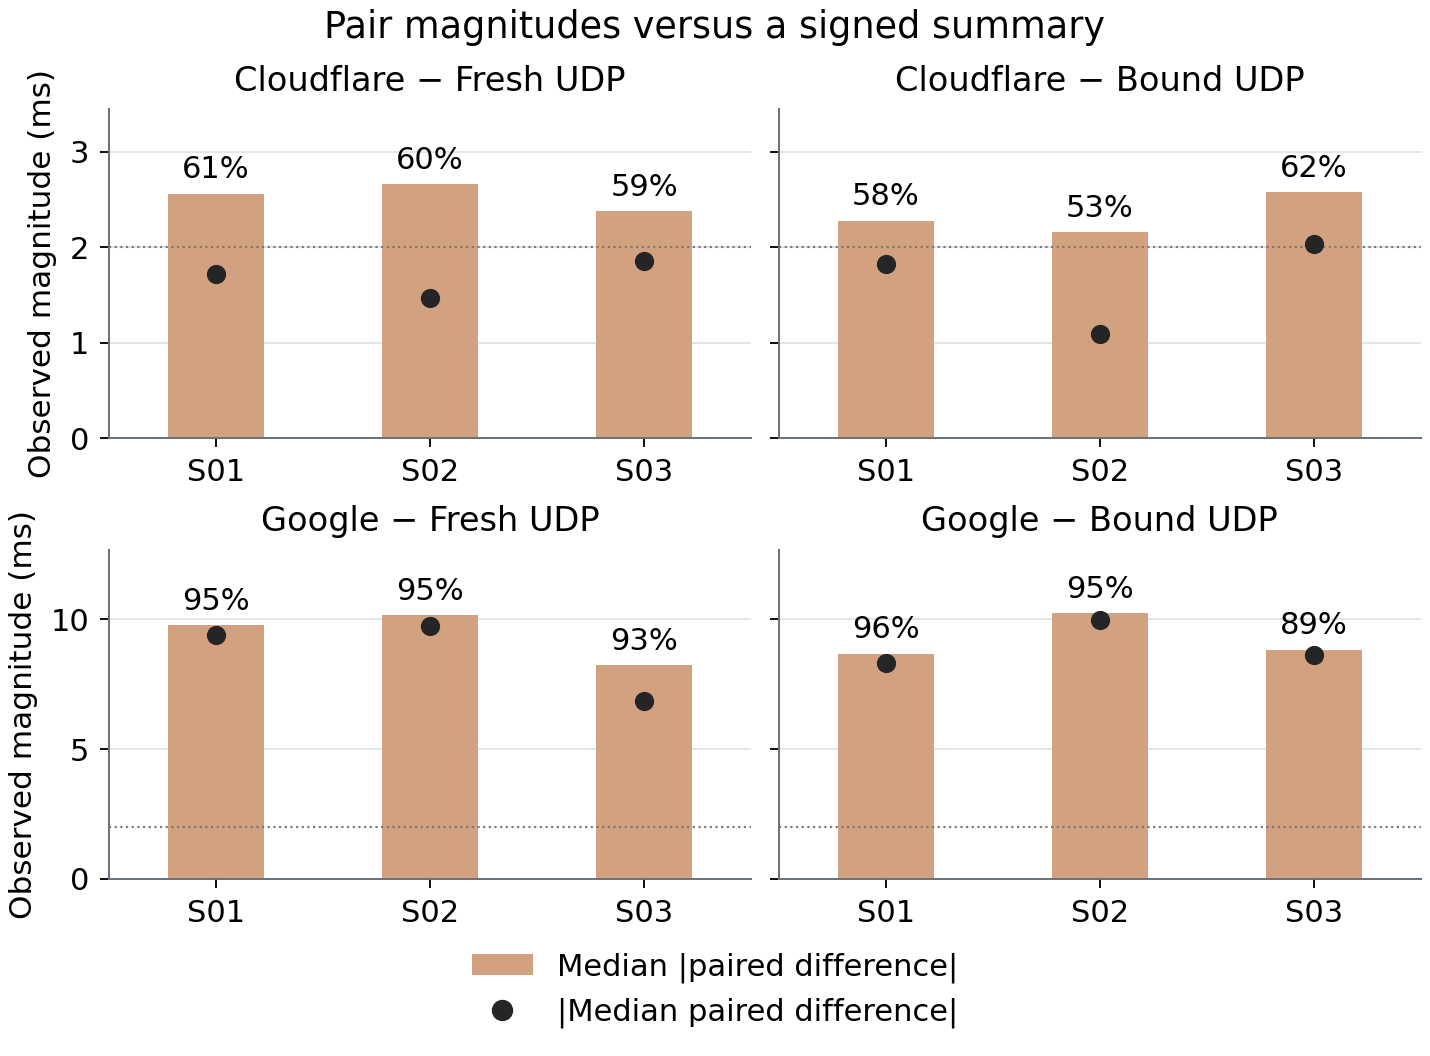 Pair magnitudes versus a signed summary
Cloudflare − Fresh UDP
Observed magnitude (ms)
3
2
1
0
61%
60%
59%
S01
S02
S03
Cloudflare − Bound UDP
58%
53%
62%
S01
S02
S03
Google − Fresh UDP
Observed magnitude (ms)
10
5
0
95%
95%
93%
S01
S02
S03
Google − Bound UDP
96%
95%
89%
S01
S02
S03
Median |paired difference|
|Median paired difference|